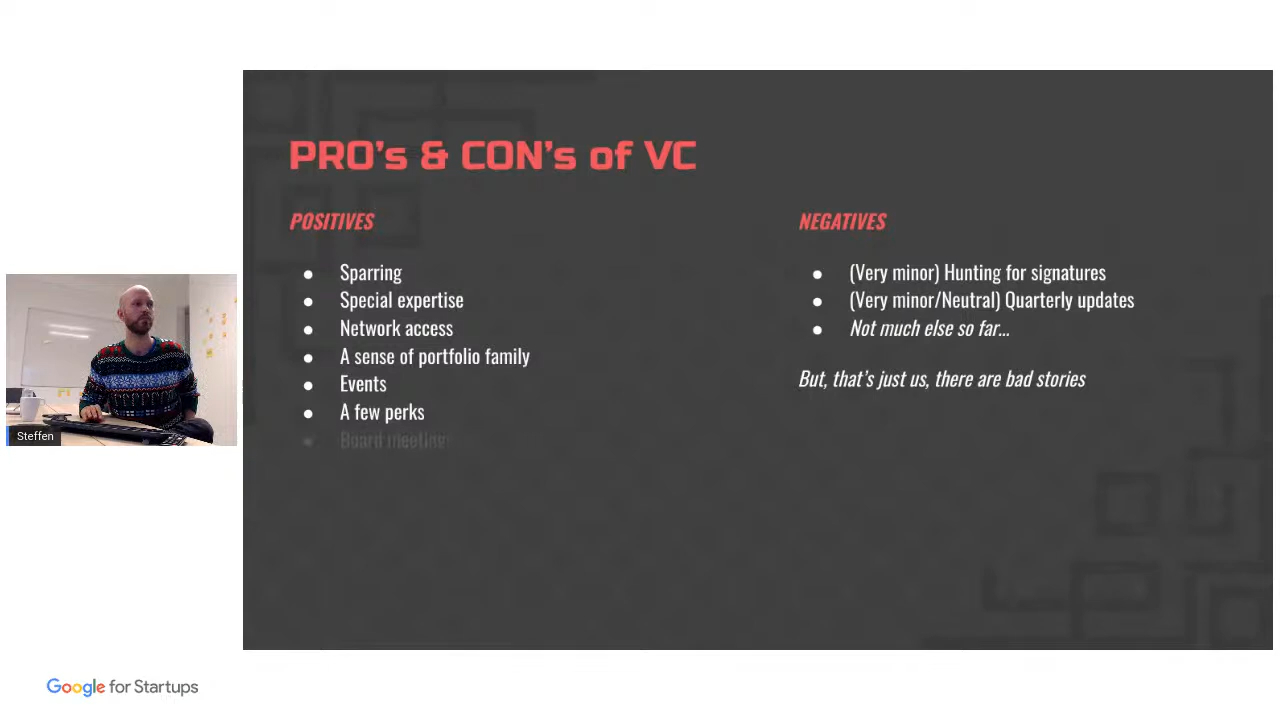 PRO's & CON's of VC
POSITIVES
● Sparring
● Special expertise
● Network access
● A sense of portfolio family
● Events
● A few perks
● Board meetings
NEGATIVES
● (Very minor) Hunting for signatures
● (Very minor/Neutral) Quarterly updates
● Not much else so far...
But, that's just us, there are bad stories
Steffen
Google for Startups